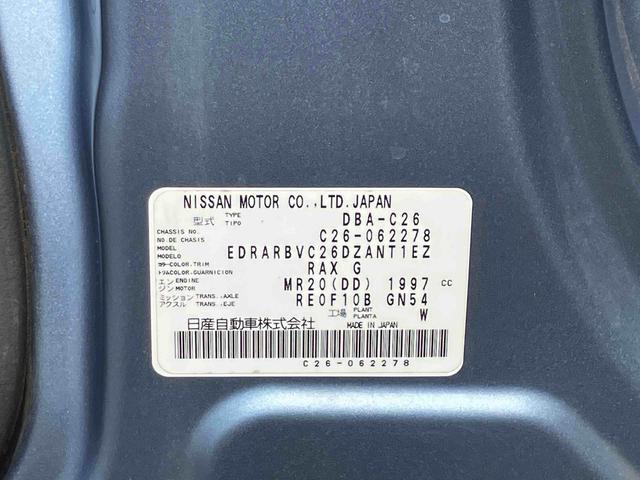 NISSAN MOTOR CO.,LTD.JAPAN
型式 TYPE TIPO DBA-C26
CHASSIS NO. NO.DE CHASIS C26-062278
MODEL MODELO EDRARBVC26DZANT1EZ
カラー COLOR,TRIM トリム COLOR,GUARNICION RAX G
エンジン ENGINE MOTOR MR20(DD) 1997 CC
ミッション TRANS.,AXLE アクスル TRANS.,EJE RE0F10B GN54
工場 PLANT PLANTA W
日産自動車株式会社 MADE IN JAPAN
C26-062278